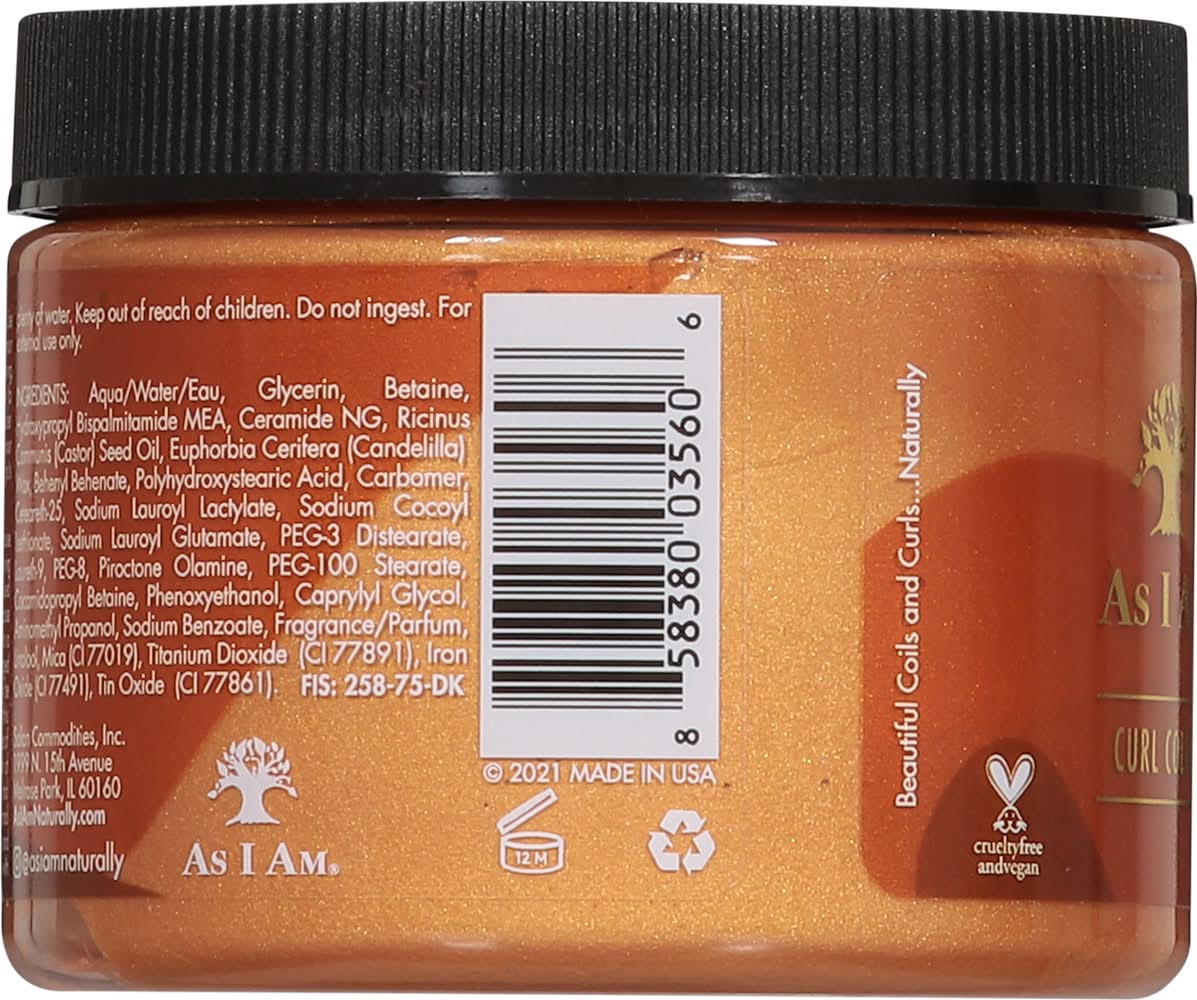 plenty of water. Keep out of reach of children. Do not ingest. For
external use only.
INGREDIENTS: Aqua/Water/Eau, Glycerin, Betaine,
Hydroxypropyl Bispalmitamide MEA, Ceramide NG, Ricinus
Communis (Castor) Seed Oil, Euphorbia Cerifera (Candelilla)
Wax, Behenyl Behenate, Polyhydroxystearic Acid, Carbomer,
Ceteareth-25, Sodium Lauroyl Lactylate, Sodium Cocoyl
Isethionate, Sodium Lauroyl Glutamate, PEG-3 Distearate,
Laureth-9, PEG-8, Piroctone Olamine, PEG-100 Stearate,
Cocamidopropyl Betaine, Phenoxyethanol, Caprylyl Glycol,
Aminomethyl Propanol, Sodium Benzoate, Fragrance/Parfum,
Linalool, Mica (CI 77019), Titanium Dioxide (CI 77891), Iron
Oxide (CI 77491), Tin Oxide (CI 77861). FIS: 258-75-DK
Salon Commodities, Inc.
1999 N. 15th Avenue
Melrose Park, IL 60160
AsIAmNaturally.com
@asiamnaturally
AS I AM®
8 58380 03560 6
© 2021 MADE IN USA
12 M
Beautiful Coils and Curls...Naturally
crueltyfree
andvegan
AS I
CURL